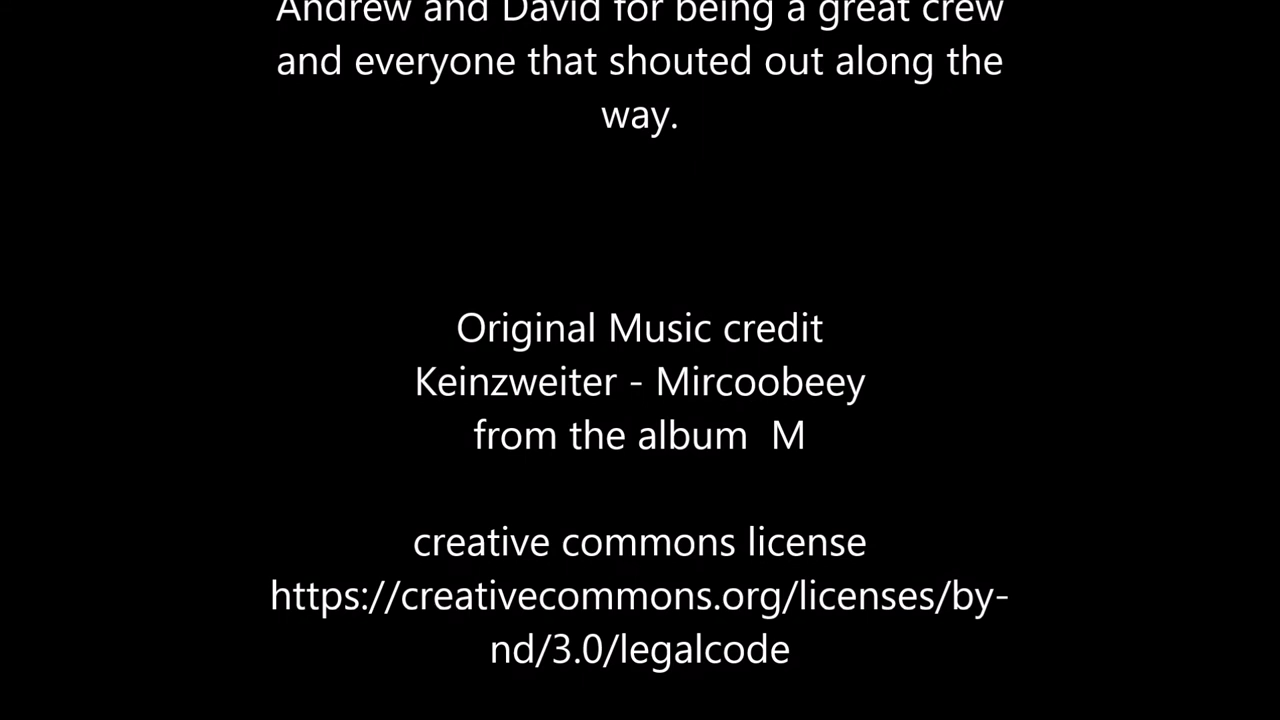 Andrew and David for being a great crew
and everyone that shouted out along the
way.
Original Music credit
Keinzweiter - Mircoobeey
from the album  M
creative commons license
https://creativecommons.org/licenses/by-
nd/3.0/legalcode